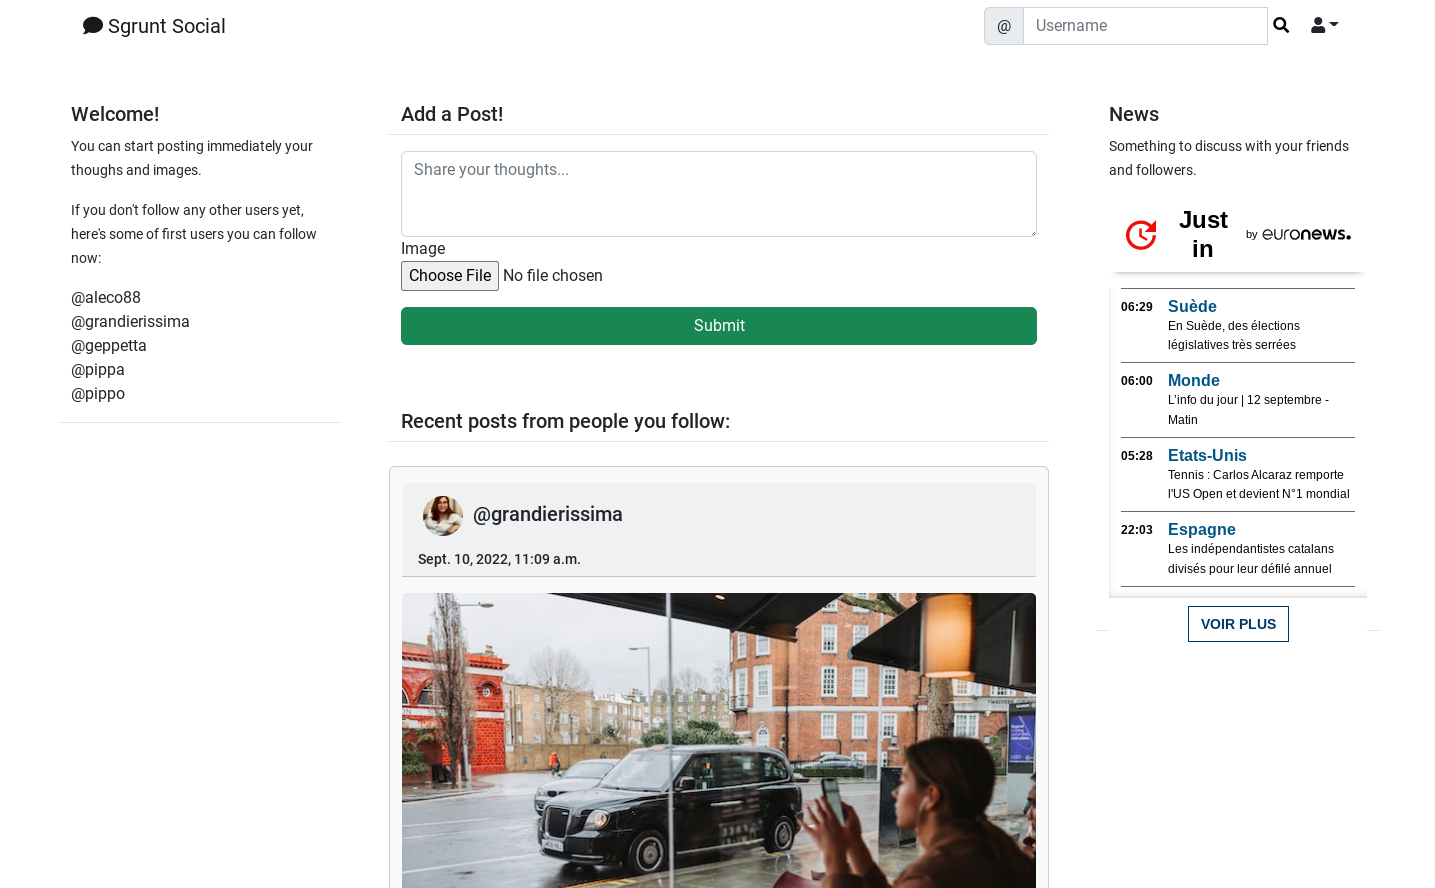 Sgrunt Social
@ Username
Welcome!
You can start posting immediately your
thoughs and images.
If you don't follow any other users yet,
here's some of first users you can follow
now:
@aleco88
@grandierissima
@geppetta
@pippa
@pippo
Add a Post!
Share your thoughts...
Image
Choose File No file chosen
Submit
Recent posts from people you follow:
@grandierissima
Sept. 10, 2022, 11:09 a.m.
News
Something to discuss with your friends
and followers.
Just
in
by euronews.
06:29 Suède
En Suède, des élections
législatives très serrées
06:00 Monde
L'info du jour | 12 septembre -
Matin
05:28 Etats-Unis
Tennis : Carlos Alcaraz remporte
l'US Open et devient N°1 mondial
22:03 Espagne
Les indépendantistes catalans
divisés pour leur défilé annuel
VOIR PLUS